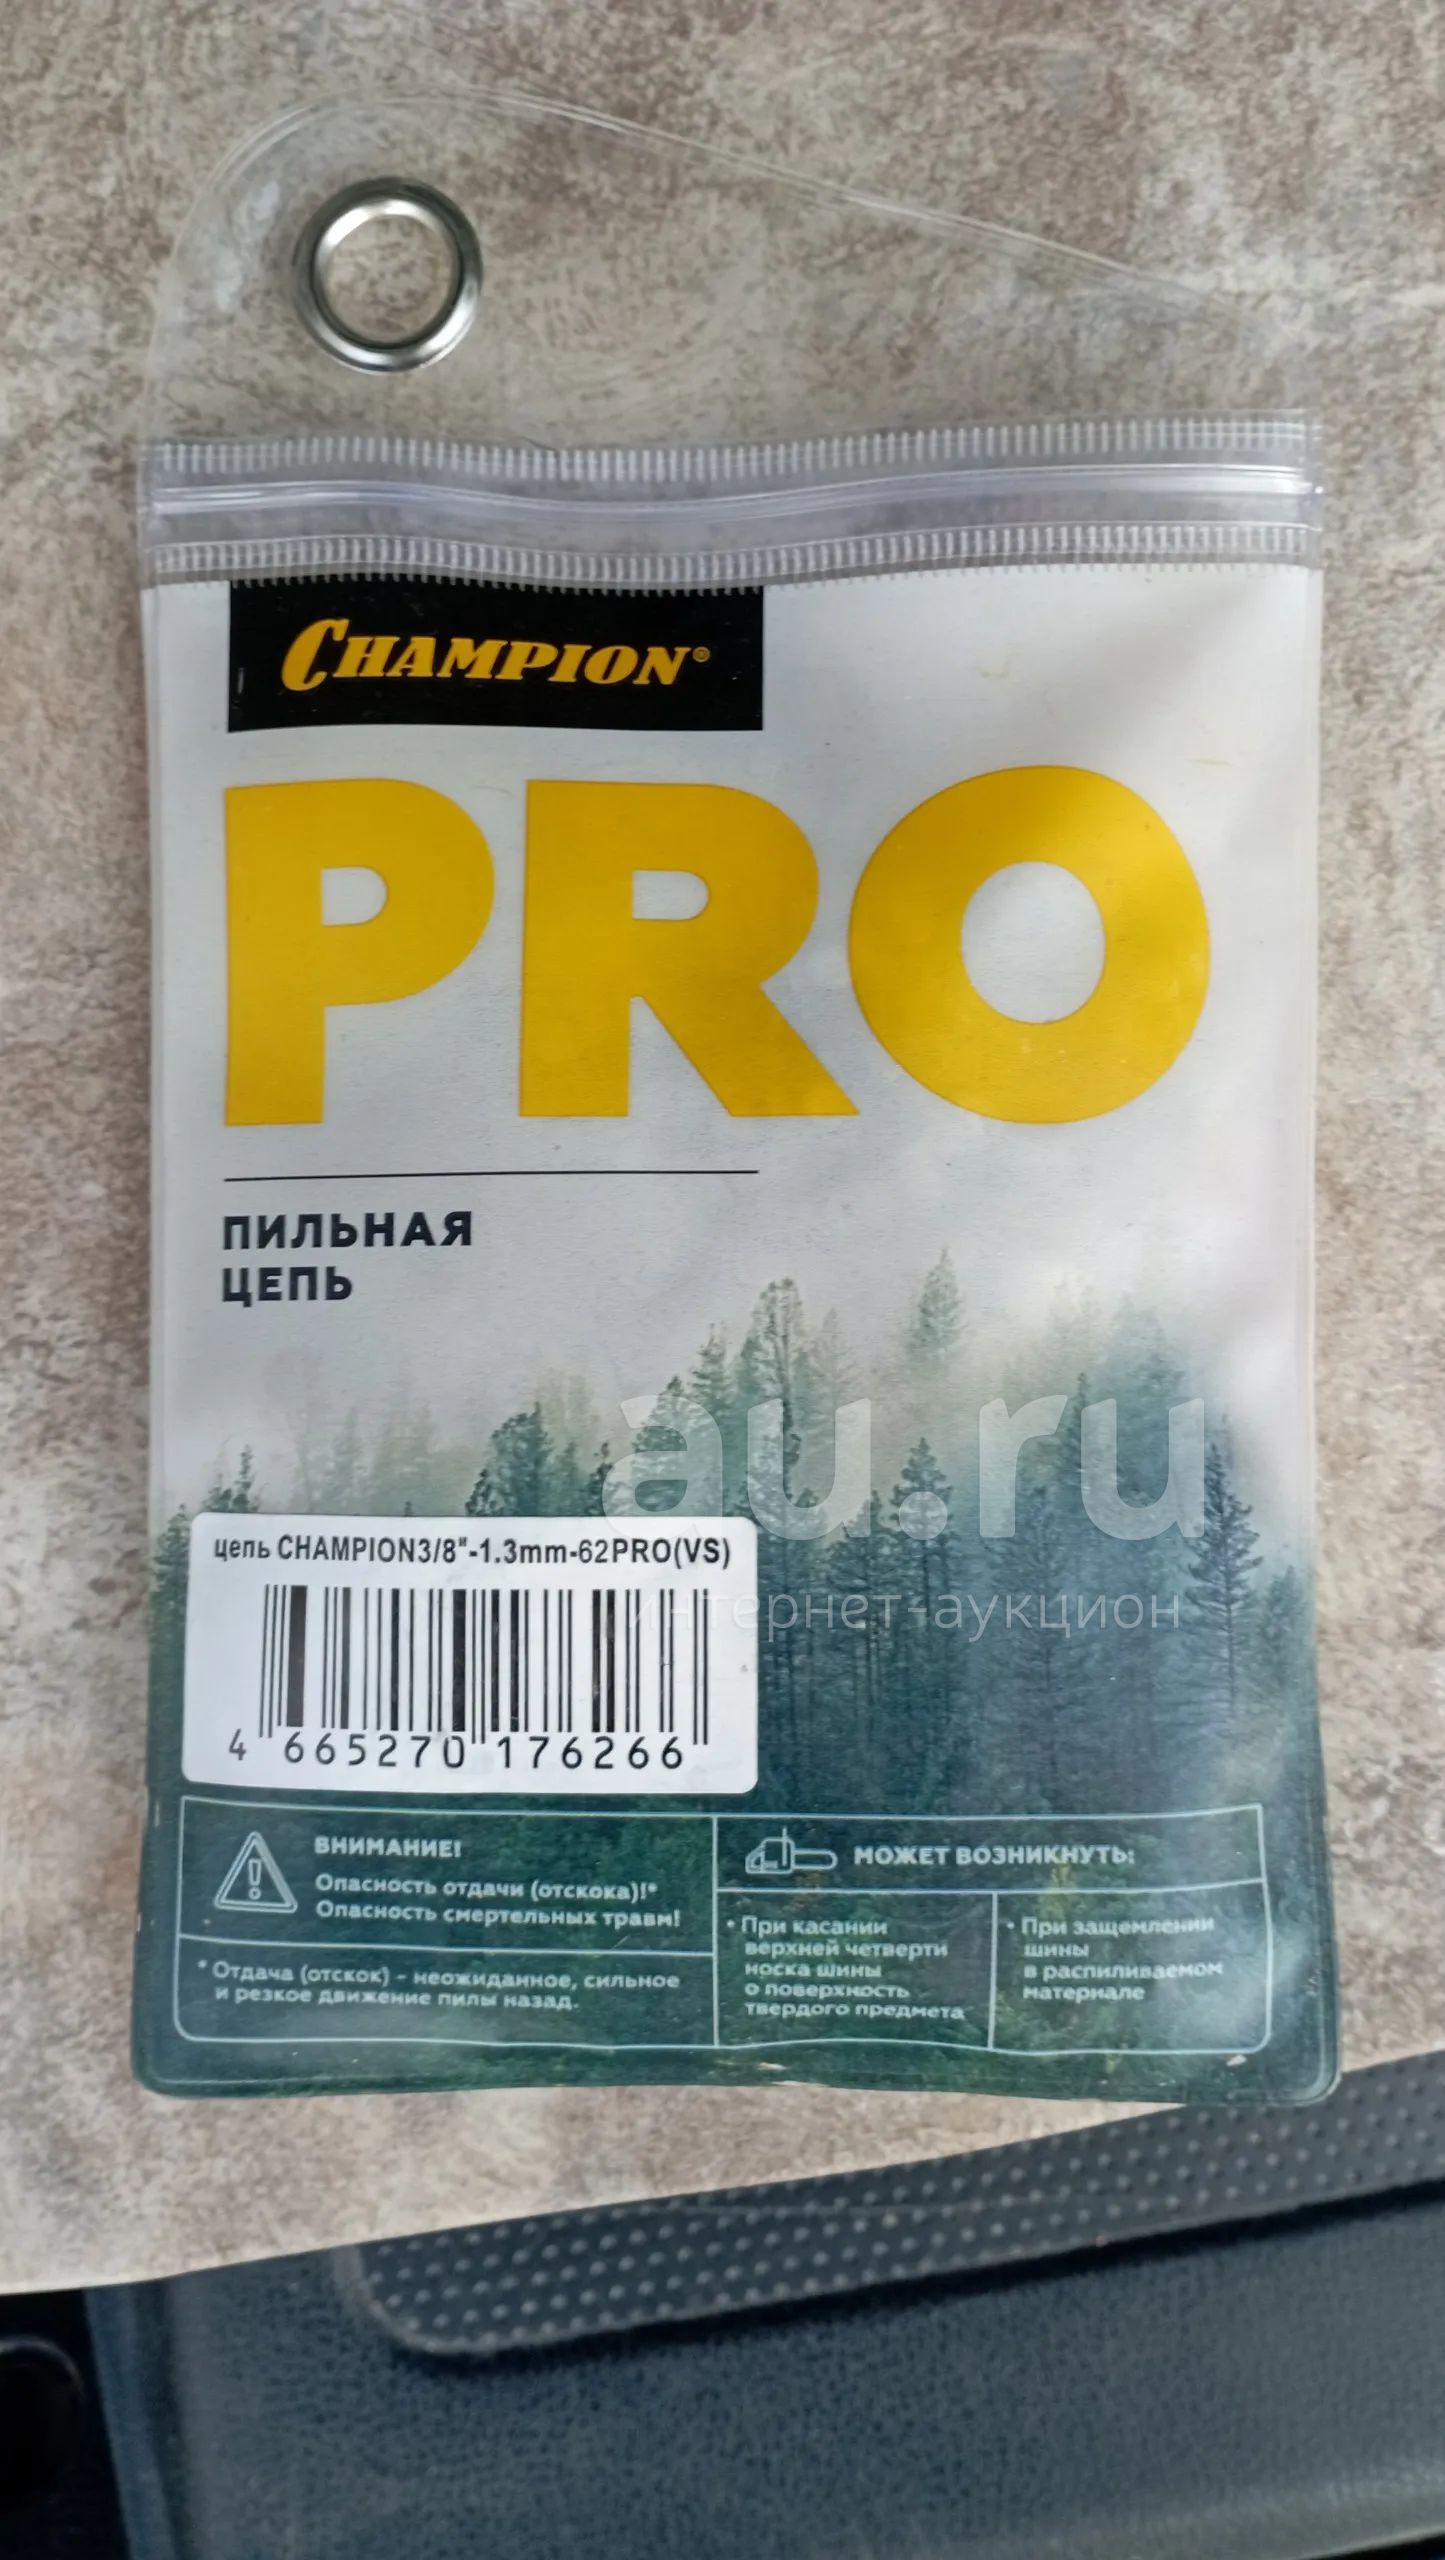 CHAMPION®
PRO
ПИЛЬНАЯ
ЦЕПЬ
au.ru
интернет-аукцион
цепь CHAMPION3/8"-1.3mm-62PRO(VS)
4 665270 176266
ВНИМАНИЕ!
Опасность отдачи (отскока)!*
Опасность смертельных травм!
* Отдача (отскок) – неожиданное, сильное
и резкое движение пилы назад.
МОЖЕТ ВОЗНИКНУТЬ:
• При касании
верхней четверти
носка шины
о поверхность
твердого предмета
• При защемлении
шины
в распиливаемом
материале